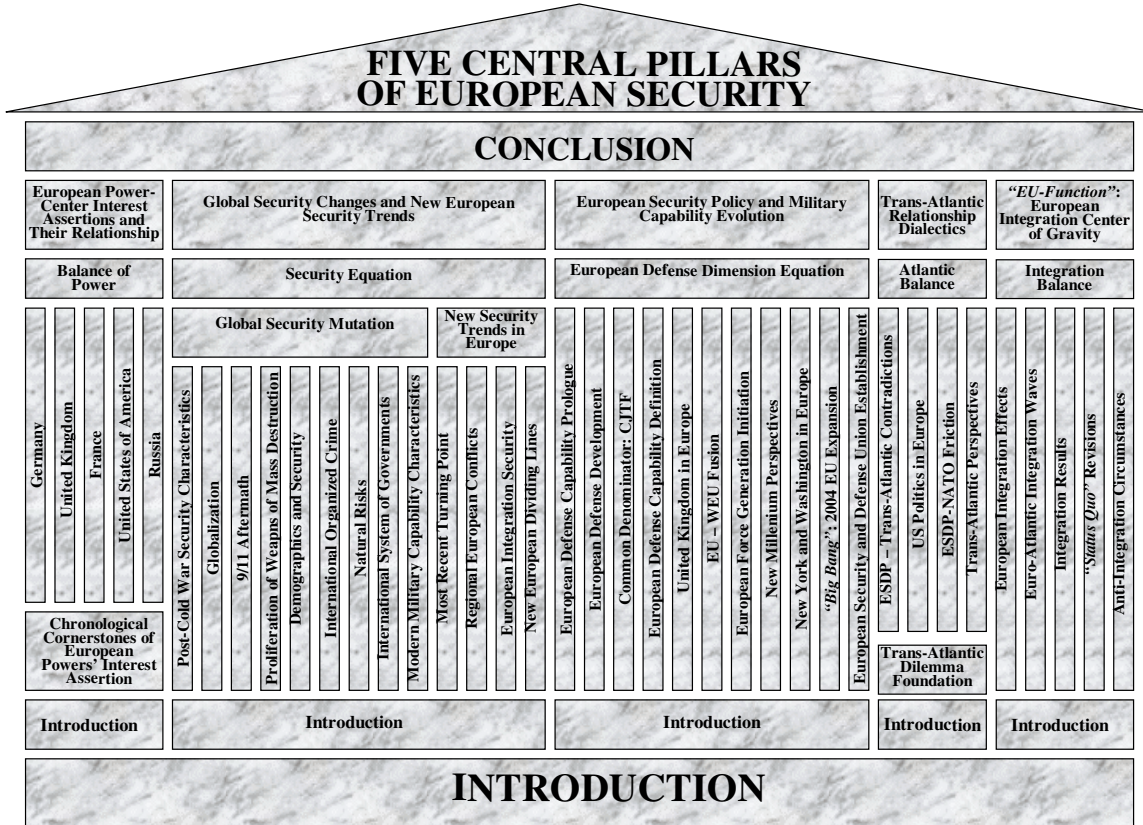 FIVE CENTRAL PILLARS
OF EUROPEAN SECURITY
CONCLUSION
European Power-
Center Interest
Assertions and
Their Relationship
Global Security Changes and New European
Security Trends
European Security Policy and Military
Capability Evolution
Trans-Atlantic
Relationship
Dialectics
“EU-Function”:
European
Integration Center
of Gravity
Balance of
Power
Security Equation
European Defense Dimension Equation
Atlantic
Balance
Integration
Balance
Germany
United Kingdom
France
United States of America
Russia
Chronological
Cornerstones of
European
Powers’ Interest
Assertion
Global Security Mutation
New Security
Trends in
Europe
Post-Cold War Security Characteristics
Globalization
9/11 Aftermath
Proliferation of Weapons of Mass Destruction
Demographics and Security
International Organized Crime
Natural Risks
International System of Governments
Modern Military Capability Characteristics
Most Recent Turning Point
Regional European Conflicts
European Integration Security
New European Dividing Lines
European Defense Capability Prologue
European Defense Development
Common Denominator: CJTF
European Defense Capability Definition
United Kingdom in Europe
EU – WEU Fusion
European Force Generation Initiation
New Millenium Perspectives
New York and Washington in Europe
“Big Bang”: 2004 EU Expansion
European Security and Defense Union Establishment
ESDP – Trans-Atlantic Contradictions
US Politics in Europe
ESDP-NATO Friction
Trans-Atlantic Perspectives
Trans-Atlantic
Dilemma
Foundation
European Integration Effects
Euro-Atlantic Integration Waves
Integration Results
“Status Quo” Revisions
Anti-Integration Circumstances
Introduction
Introduction
Introduction
Introduction
Introduction
INTRODUCTION